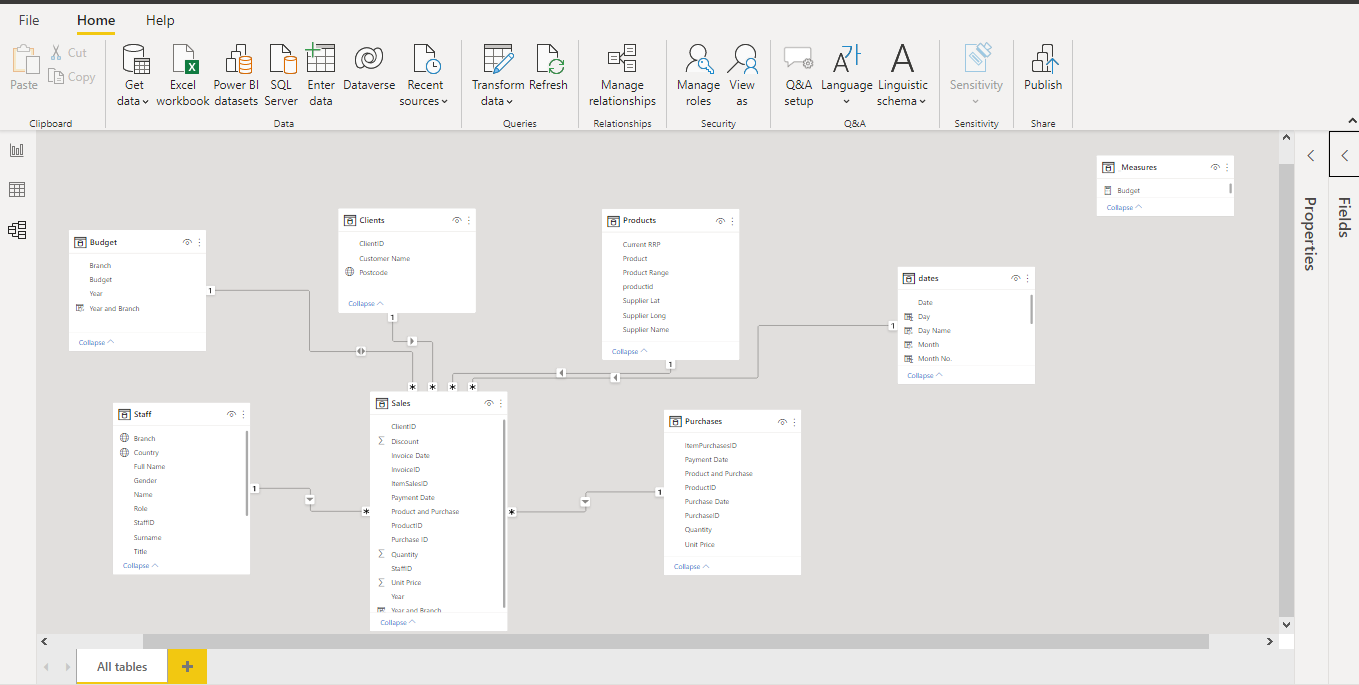 File Home Help
Paste
Cut
Copy
Clipboard
Get data
Excel workbook
Power BI datasets
SQL Server
Enter data
Dataverse
Recent sources
Data
Transform data
Refresh
Queries
Manage relationships
Relationships
Manage roles
View as
Security
Q&A setup
Language
Linguistic schema
Q&A
Sensitivity
Sensitivity
Publish
Share
Measures
Budget
Collapse
Properties
Fields
Budget
Branch
Budget
Year
Year and Branch
Collapse
1
Clients
ClientID
Customer Name
Postcode
Collapse
1
Products
Current RRP
Product
Product Range
productid
Supplier Lat
Supplier Long
Supplier Name
Collapse
1
dates
Date
Day
Day Name
Month
Month No.
Collapse
1
* * * *
Staff
Branch
Country
Full Name
Gender
Name
Role
StaffID
Surname
Title
Collapse
1
*
Sales
ClientID
Σ Discount
Invoice Date
InvoiceID
ItemSalesID
Payment Date
Product and Purchase
ProductID
Purchase ID
Σ Quantity
StaffID
Σ Unit Price
Year
Year and Branch
Collapse
*
1
Purchases
ItemPurchasesID
Payment Date
Product and Purchase
ProductID
Purchase Date
PurchaseID
Quantity
Unit Price
Collapse
All tables +